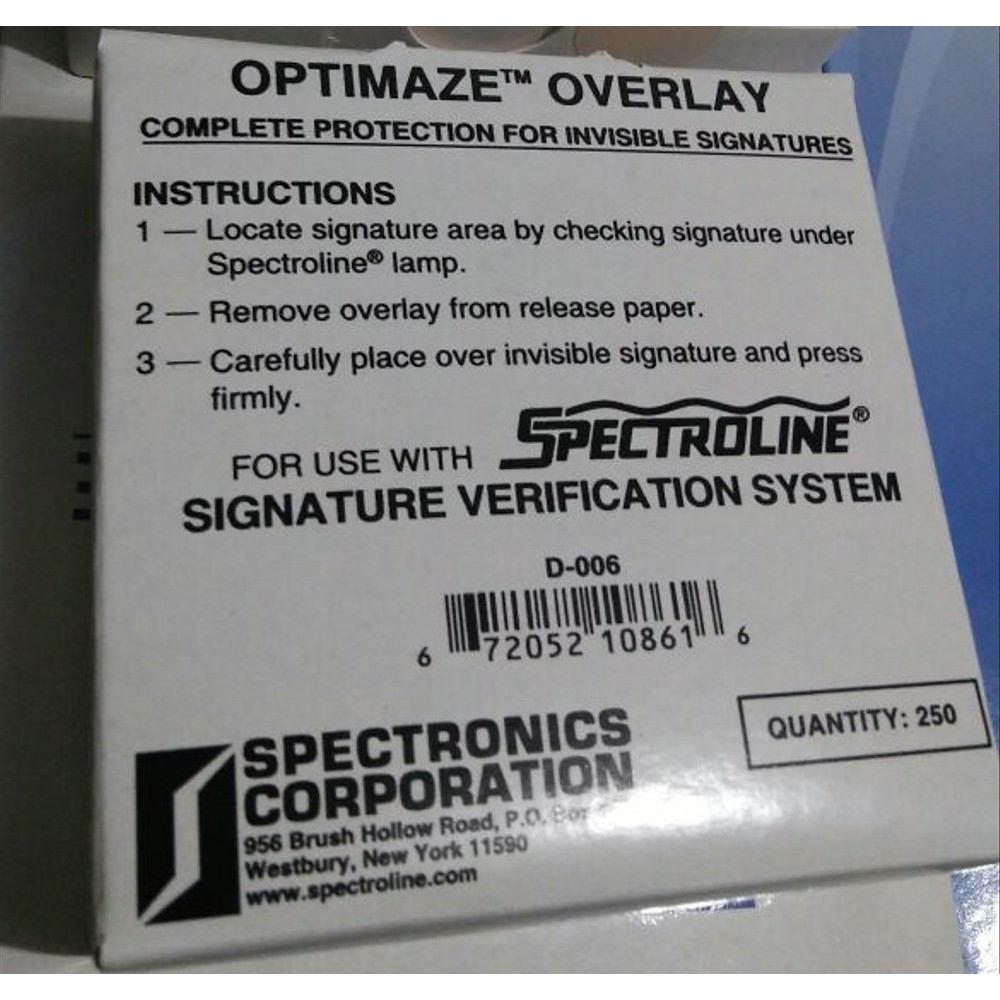 OPTIMAZE™ OVERLAY
COMPLETE PROTECTION FOR INVISIBLE SIGNATURES
INSTRUCTIONS
1 — Locate signature area by checking signature under
Spectroline® lamp.
2 — Remove overlay from release paper.
3 — Carefully place over invisible signature and press
firmly.
FOR USE WITH SPECTROLINE®
SIGNATURE VERIFICATION SYSTEM
D-006
6 72052 10861 6
QUANTITY: 250
SPECTRONICS
CORPORATION
956 Brush Hollow Road, P.O.
Westbury, New York 11590
www.spectroline.com